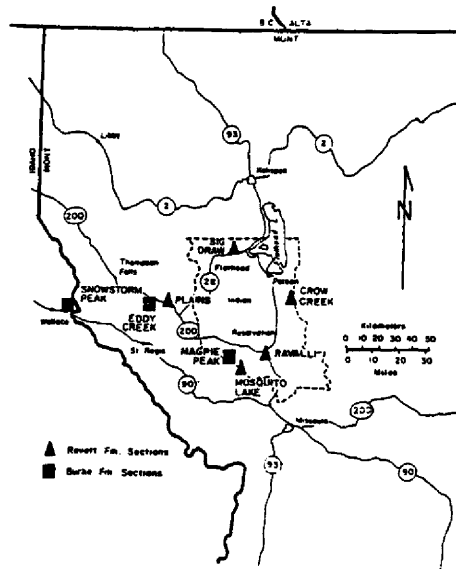 B C ALTA
MONT
IDAHO
MONT
93
2
Kalispell
200
2
Thompson
Falls
BIG
DRAW
Flathead
28
Polson
SNOWSTORM
PEAK
EDDY
CREEK
PLAINS
Indian
CROW
CREEK
Wallace
200
Reservation
Kilometers
0 10 20 30 40 50
0 10 20 30
Miles
St Regis
MAGPIE
PEAK
RAVALLI
90
MOSQUITO
LAKE
N
Missoula
200
93
90
Revett Fm. Sections
Burke Fm Sections